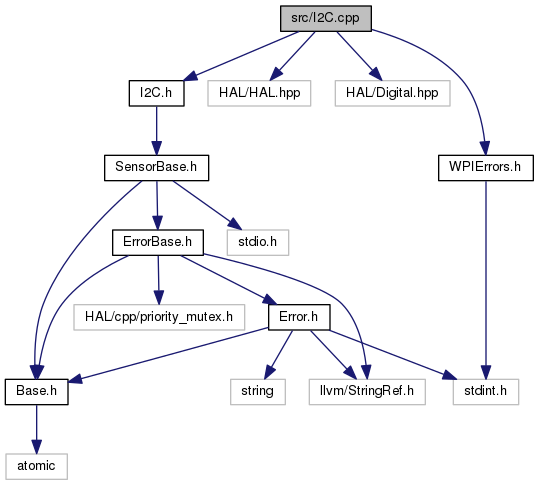 src/I2C.cpp
I2C.h
HAL/HAL.hpp
HAL/Digital.hpp
SensorBase.h
WPIErrors.h
ErrorBase.h
stdio.h
HAL/cpp/priority_mutex.h
Error.h
Base.h
string
llvm/StringRef.h
stdint.h
atomic